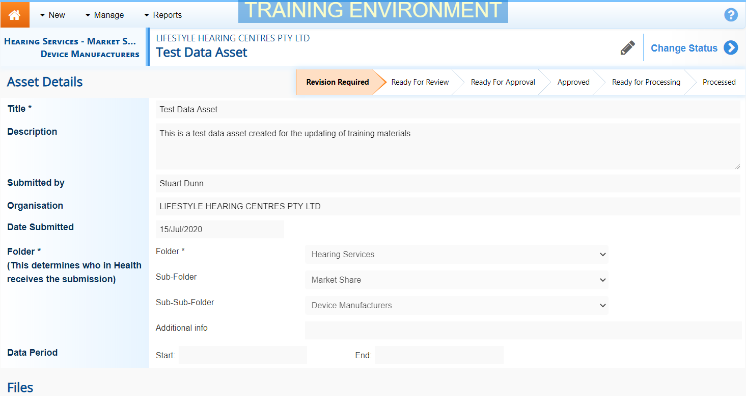 TRAINING ENVIRONMENT
New Manage Reports ?
HEARING SERVICES - MARKET S... DEVICE MANUFACTURERS
LIFESTYLE HEARING CENTRES PTY LTD
Test Data Asset
Change Status
Asset Details
Revision Required Ready For Review Ready For Approval Approved Ready for Processing Processed
Title * Test Data Asset
Description This is a test data asset created for the updating of training materials
Submitted by Stuart Dunn
Organisation LIFESTYLE HEARING CENTRES PTY LTD
Date Submitted 15/Jul/2020
Folder *
(This determines who in Health
receives the submission)
Folder * Hearing Services
Sub-Folder Market Share
Sub-Sub-Folder Device Manufacturers
Additional info
Data Period Start End
Files